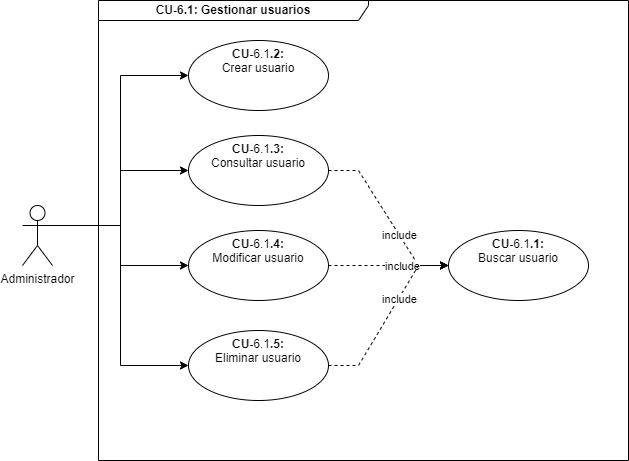 CU-6.1: Gestionar usuarios
CU-6.1.2:
Crear usuario
CU-6.1.3:
Consultar usuario
include
CU-6.1.4:
Modificar usuario
include
CU-6.1.1:
Buscar usuario
Administrador
include
CU-6.1.5:
Eliminar usuario